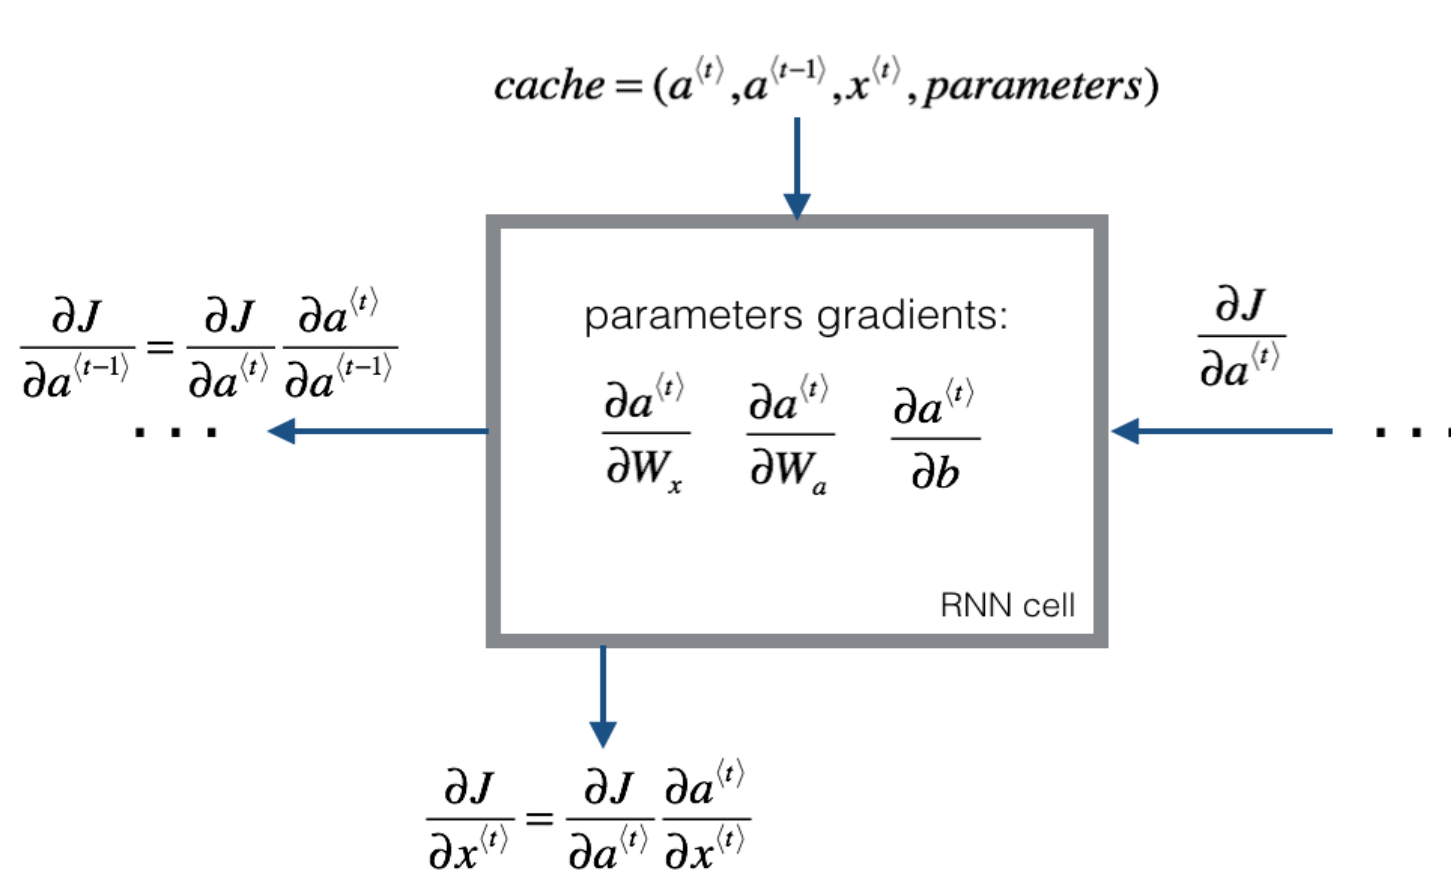 cache = (a⟨t⟩, a⟨t−1⟩, x⟨t⟩, parameters)
∂J/∂a⟨t−1⟩ = ∂J/∂a⟨t⟩ ∂a⟨t⟩/∂a⟨t−1⟩
. . .
parameters gradients:
∂a⟨t⟩/∂Wₓ ∂a⟨t⟩/∂Wₐ ∂a⟨t⟩/∂b
RNN cell
∂J/∂a⟨t⟩
. . .
∂J/∂x⟨t⟩ = ∂J/∂a⟨t⟩ ∂a⟨t⟩/∂x⟨t⟩